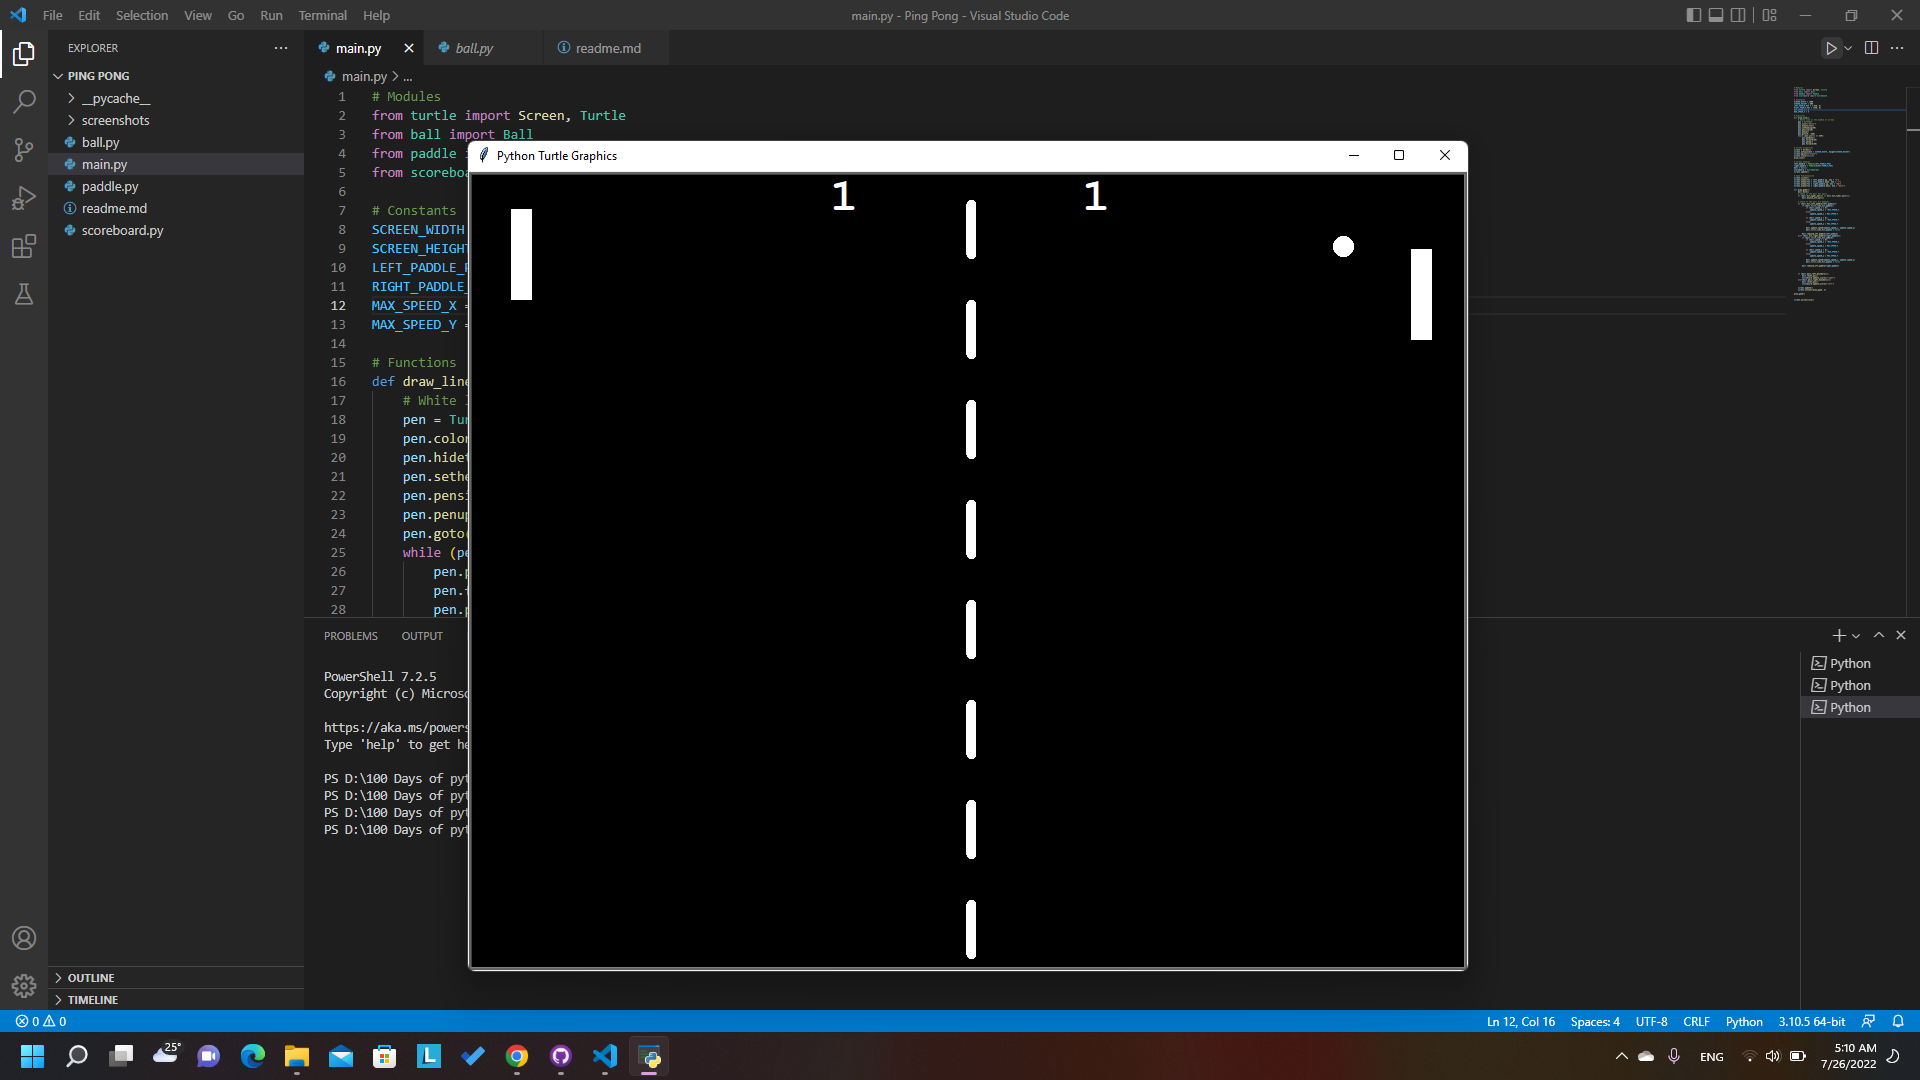 File Edit Selection View Go Run Terminal Help
main.py - Ping Pong - Visual Studio Code
EXPLORER
PING PONG
__pycache__
screenshots
ball.py
main.py
paddle.py
readme.md
scoreboard.py
OUTLINE
TIMELINE
main.py ball.py readme.md
main.py > ...
1 # Modules
2 from turtle import Screen, Turtle
3 from ball import Ball
4 from paddle
5 from scoreboa
6
7 # Constants
8 SCREEN_WIDTH
9 SCREEN_HEIGHT
10 LEFT_PADDLE_
11 RIGHT_PADDLE_
12 MAX_SPEED_X =
13 MAX_SPEED_Y =
14
15 # Functions
16 def draw_line
17 # White
18 pen = Tur
19 pen.color
20 pen.hidet
21 pen.sethe
22 pen.pensi
23 pen.penup
24 pen.goto(
25 while (pe
26 pen.p
27 pen.
28 pen.p
Python Turtle Graphics
1 1
PROBLEMS OUTPUT
PowerShell 7.2.5
Copyright (c) Microso
https://aka.ms/powers
Type 'help' to get he
PS D:\100 Days of pyt
PS D:\100 Days of pyt
PS D:\100 Days of pyt
PS D:\100 Days of pyt
Python
Python
Python
0 0
Ln 12, Col 16 Spaces: 4 UTF-8 CRLF Python 3.10.5 64-bit
25°
L
ENG
5:10 AM
7/26/2022